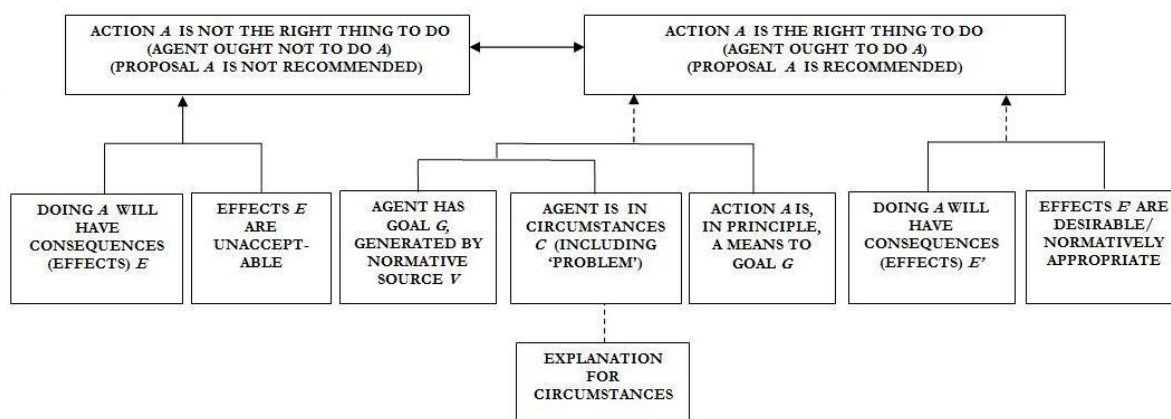 ACTION A IS NOT THE RIGHT THING TO DO
(AGENT OUGHT NOT TO DO A)
(PROPOSAL A IS NOT RECOMMENDED)
ACTION A IS THE RIGHT THING TO DO
(AGENT OUGHT TO DO A)
(PROPOSAL A IS RECOMMENDED)
DOING A WILL
HAVE
CONSEQUENCES
(EFFECTS) E
EFFECTS E
ARE
UNACCEPT-
ABLE
AGENT HAS
GOAL G,
GENERATED BY
NORMATIVE
SOURCE V
AGENT IS IN
CIRCUMSTANCES
C (INCLUDING
‘PROBLEM’)
ACTION A IS,
IN PRINCIPLE,
A MEANS TO
GOAL G
DOING A WILL
HAVE
CONSEQUENCES
(EFFECTS) E’
EFFECTS E’ ARE
DESIRABLE/
NORMATIVELY
APPROPRIATE
EXPLANATION
FOR
CIRCUMSTANCES